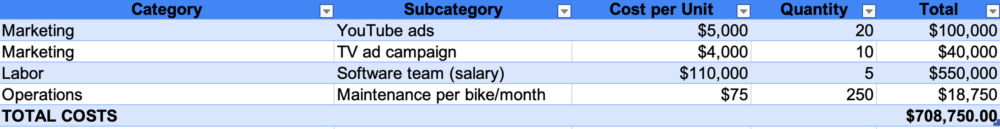 Category Subcategory Cost per Unit Quantity Total
Marketing YouTube ads $5,000 20 $100,000
Marketing TV ad campaign $4,000 10 $40,000
Labor Software team (salary) $110,000 5 $550,000
Operations Maintenance per bike/month $75 250 $18,750
TOTAL COSTS $708,750.00